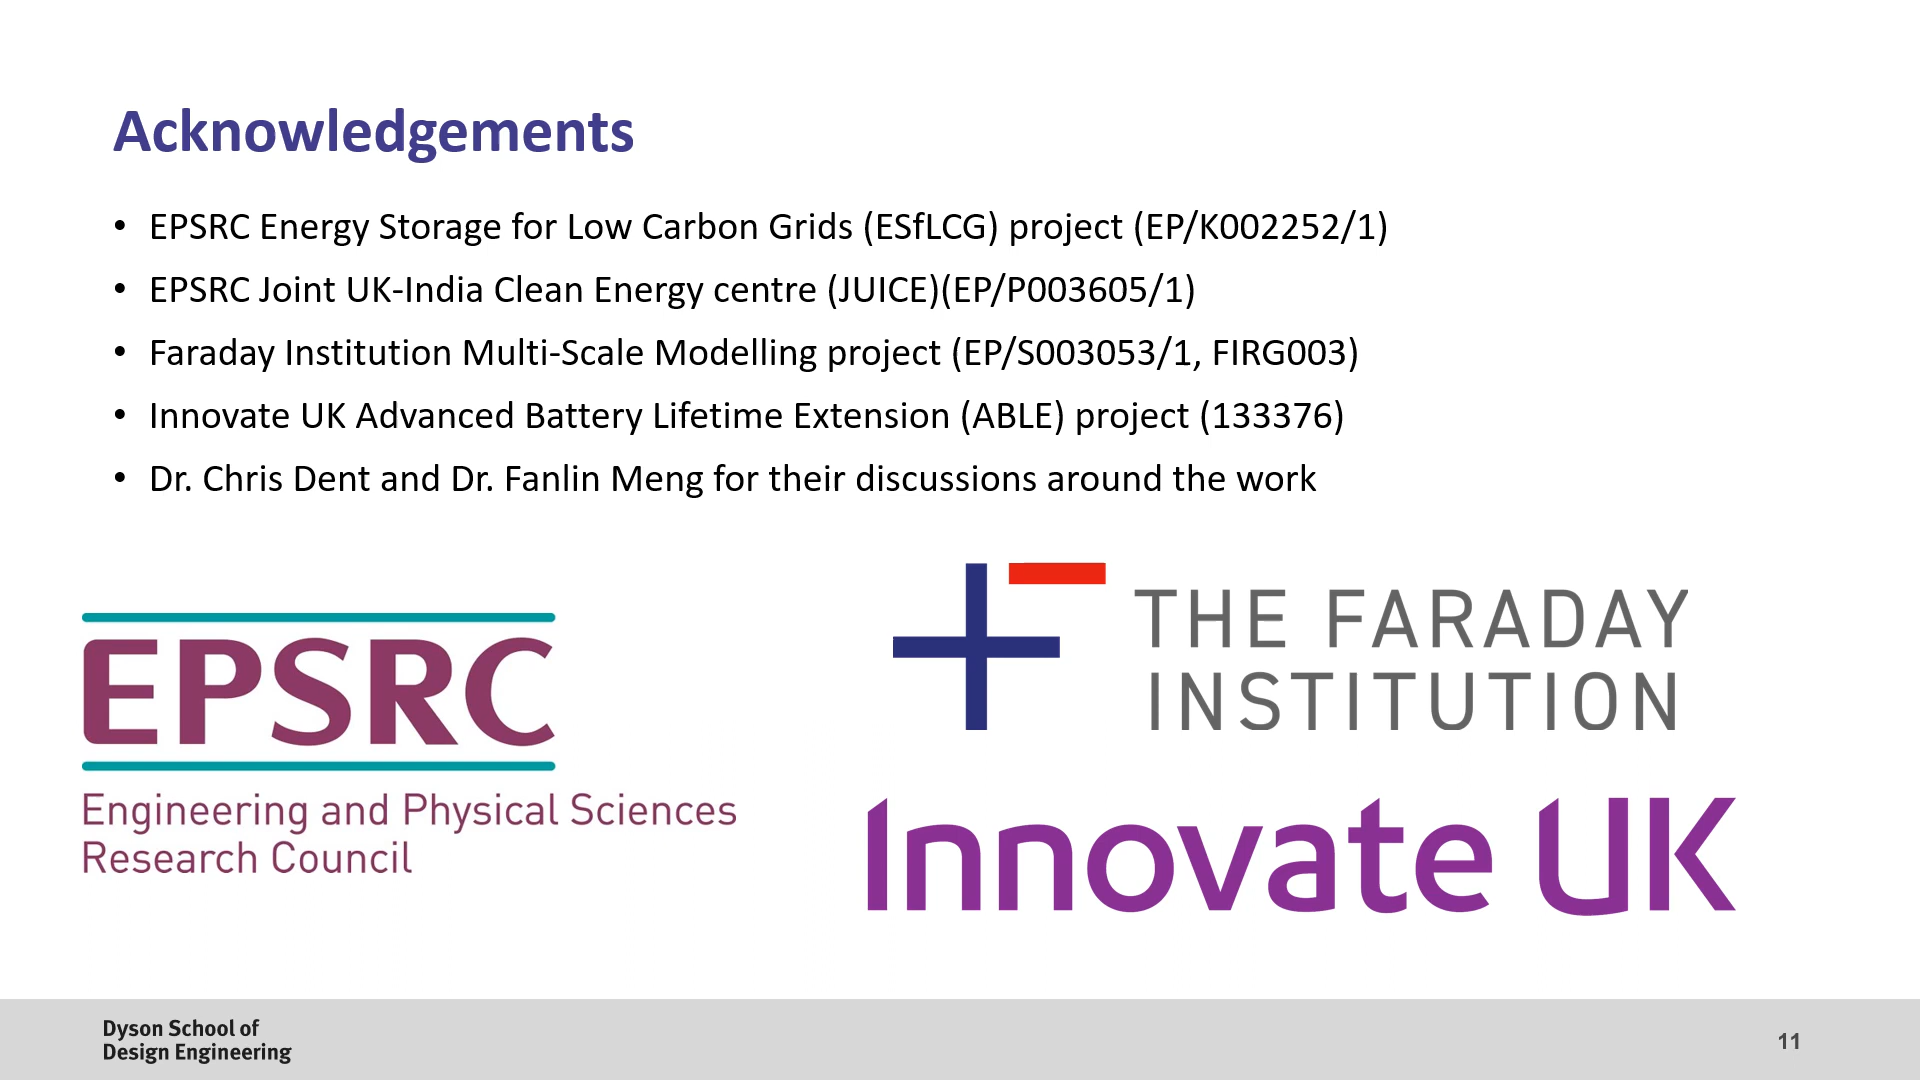 Acknowledgements
• EPSRC Energy Storage for Low Carbon Grids (ESfLCG) project (EP/K002252/1)
• EPSRC Joint UK-India Clean Energy centre (JUICE)(EP/P003605/1)
• Faraday Institution Multi-Scale Modelling project (EP/S003053/1, FIRG003)
• Innovate UK Advanced Battery Lifetime Extension (ABLE) project (133376)
• Dr. Chris Dent and Dr. Fanlin Meng for their discussions around the work
EPSRC
Engineering and Physical Sciences
Research Council
THE FARADAY
INSTITUTION
Innovate UK
Dyson School of
Design Engineering
11